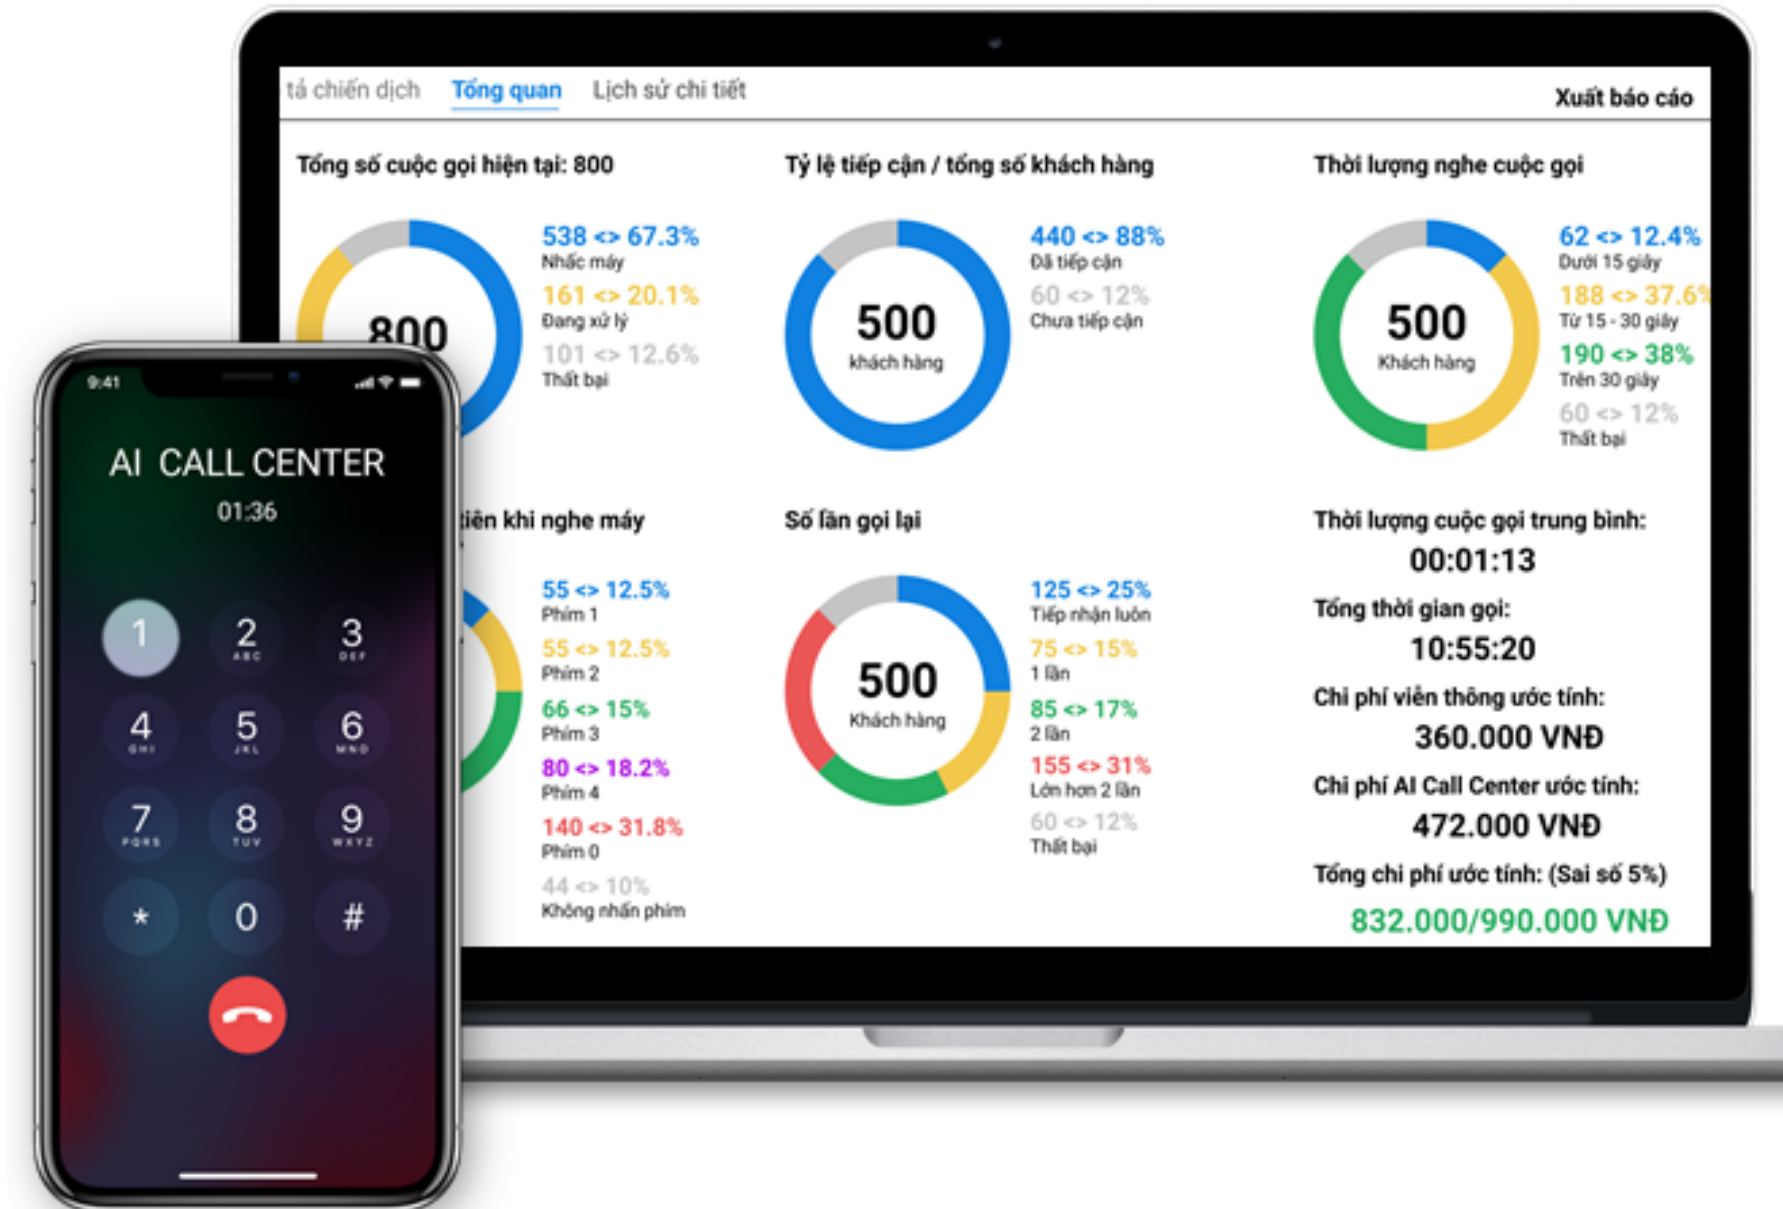 tả chiến dịch Tổng quan Lịch sử chi tiết
Xuất báo cáo
Tổng số cuộc gọi hiện tại: 800
800
538 <> 67.3%
Nhấc máy
161 <> 20.1%
Đang xử lý
101 <> 12.6%
Thất bại
Tỷ lệ tiếp cận / tổng số khách hàng
500
khách hàng
440 <> 88%
Đã tiếp cận
60 <> 12%
Chưa tiếp cận
Thời lượng nghe cuộc gọi
500
Khách hàng
62 <> 12.4%
Dưới 15 giây
188 <> 37.6%
Từ 15 - 30 giây
190 <> 38%
Trên 30 giây
60 <> 12%
Thất bại
tiên khi nghe máy
55 <> 12.5%
Phím 1
55 <> 12.5%
Phím 2
66 <> 15%
Phím 3
80 <> 18.2%
Phím 4
140 <> 31.8%
Phím 0
44 <> 10%
Không nhấn phím
Số lần gọi lại
500
Khách hàng
125 <> 25%
Tiếp nhận luôn
75 <> 15%
1 lần
85 <> 17%
2 lần
155 <> 31%
Lớn hơn 2 lần
60 <> 12%
Thất bại
Thời lượng cuộc gọi trung bình:
00:01:13
Tổng thời gian gọi:
10:55:20
Chi phí viễn thông ước tính:
360.000 VNĐ
Chi phí AI Call Center ước tính:
472.000 VNĐ
Tổng chi phí ước tính: (Sai số 5%)
832.000/990.000 VNĐ
9:41
AI CALL CENTER
01:36
1 2 3
ABC DEF
4 5 6
GHI JKL MNO
7 8 9
PQRS TUV WXYZ
* 0 #